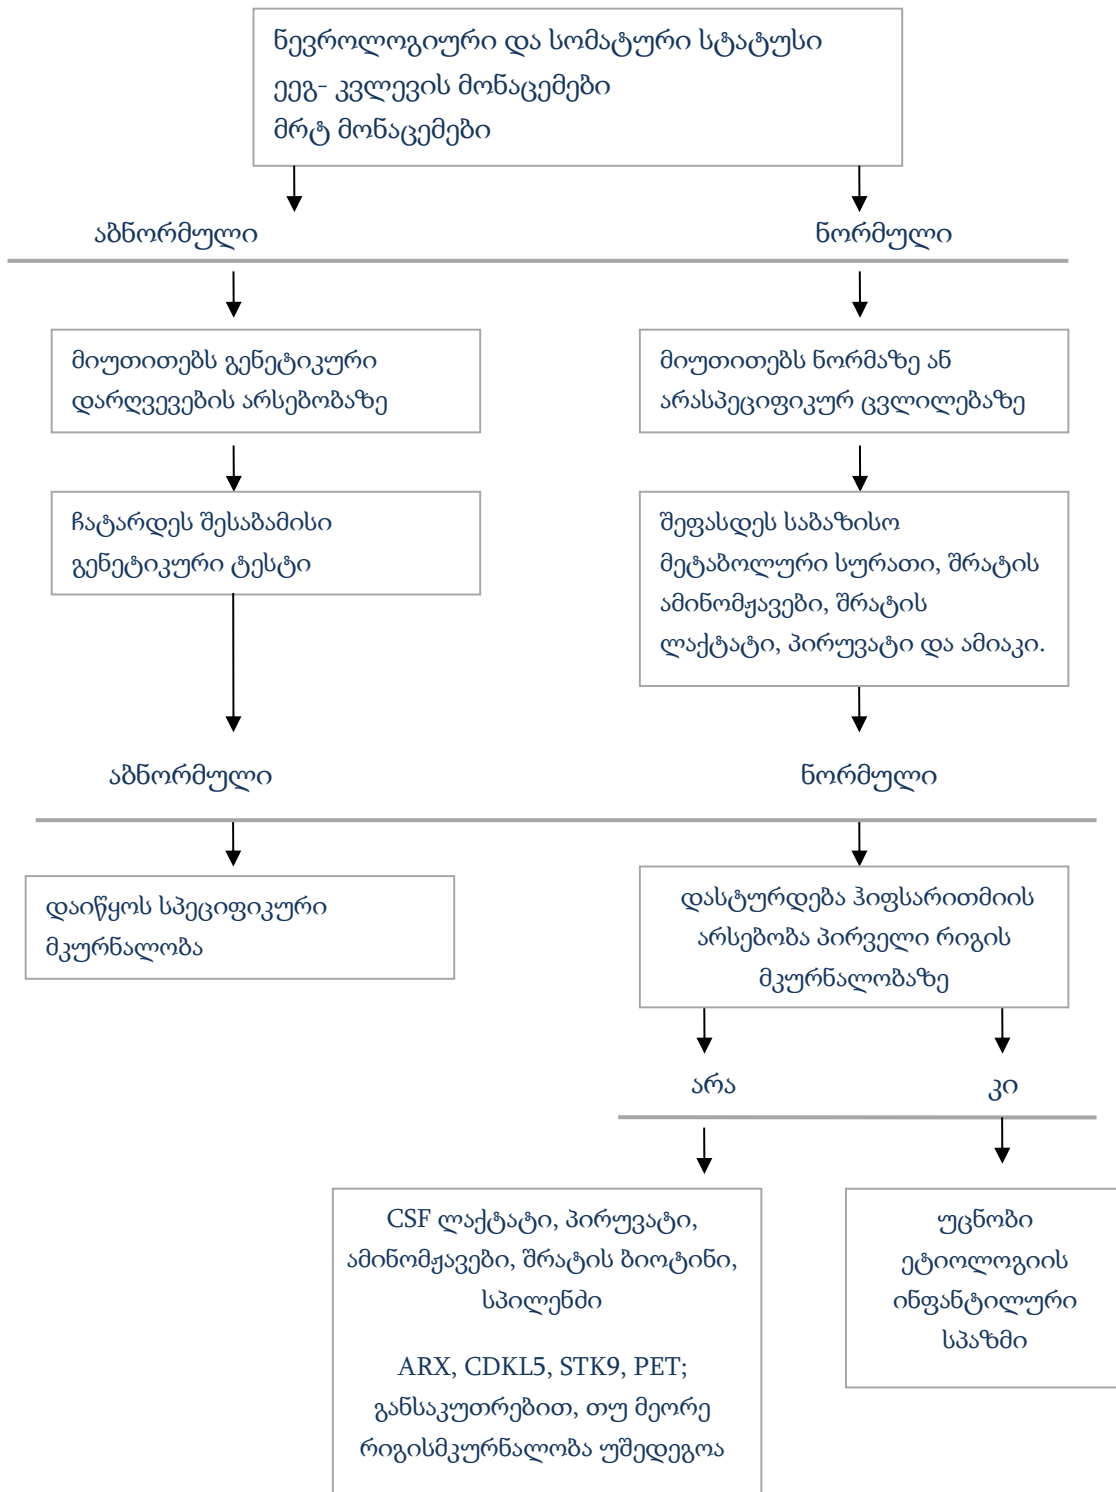 ნევროლოგიური და სომატური სტატუსი
ეეგ- კვლევის მონაცემები
მრტ მონაცემები
აბნორმული
ნორმული
მიუთითებს გენეტიკური
დარღვევების არსებობაზე
მიუთითებს ნორმაზე ან
არასპეციფიკურ ცვლილებაზე
ჩატარდეს შესაბამისი
გენეტიკური ტესტი
შეფასდეს საბაზისო
მეტაბოლური სურათი, შრატის
ამინომჟავები, შრატის
ლაქტატი, პირუვატი და ამიაკი.
აბნორმული
ნორმული
დაიწყოს სპეციფიკური
მკურნალობა
დასტურდება ჰიფსარითმიის
არსებობა პირველი რიგის
მკურნალობაზე
არა
კი
CSF ლაქტატი, პირუვატი,
ამინომჟავები, შრატის ბიოტინი,
სპილენძი
ARX, CDKL5, STK9, PET;
განსაკუთრებით, თუ მეორე
რიგისმკურნალობა უშედეგოა
უცნობი
ეტიოლოგიის
ინფანტილური
სპაზმი